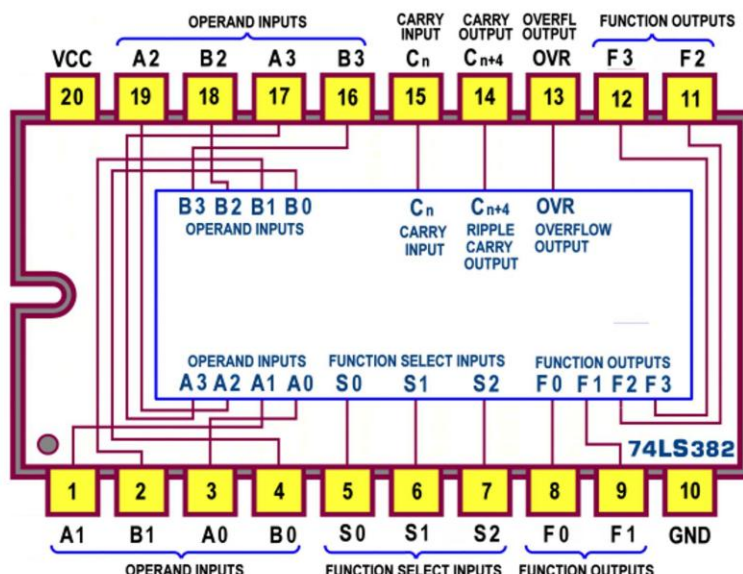 OPERAND INPUTS CARRY INPUT CARRY OUTPUT OVERFL OUTPUT FUNCTION OUTPUTS
VCC A2 B2 A3 B3 Cn Cn+4 OVR F3 F2
20 19 18 17 16 15 14 13 12 11
B3 B2 B1 B0 Cn Cn+4 OVR
OPERAND INPUTS CARRY INPUT RIPPLE CARRY OUTPUT OVERFLOW OUTPUT
OPERAND INPUTS FUNCTION SELECT INPUTS FUNCTION OUTPUTS
A3 A2 A1 A0 S0 S1 S2 F0 F1 F2 F3
74LS382
1 2 3 4 5 6 7 8 9 10
A1 B1 A0 B0 S0 S1 S2 F0 F1 GND
OPERAND INPUTS FUNCTION SELECT INPUTS FUNCTION OUTPUTS